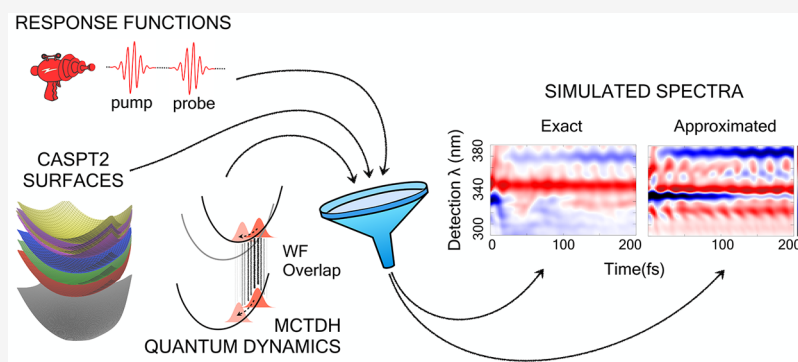 RESPONSE FUNCTIONS
pump
probe
CASPT2
SURFACES
WF
Overlap
MCTDH
QUANTUM DYNAMICS
SIMULATED SPECTRA
Exact
Approximated
Detection λ (nm)
380
340
300
0
100
200
0
100
200
Time(fs)